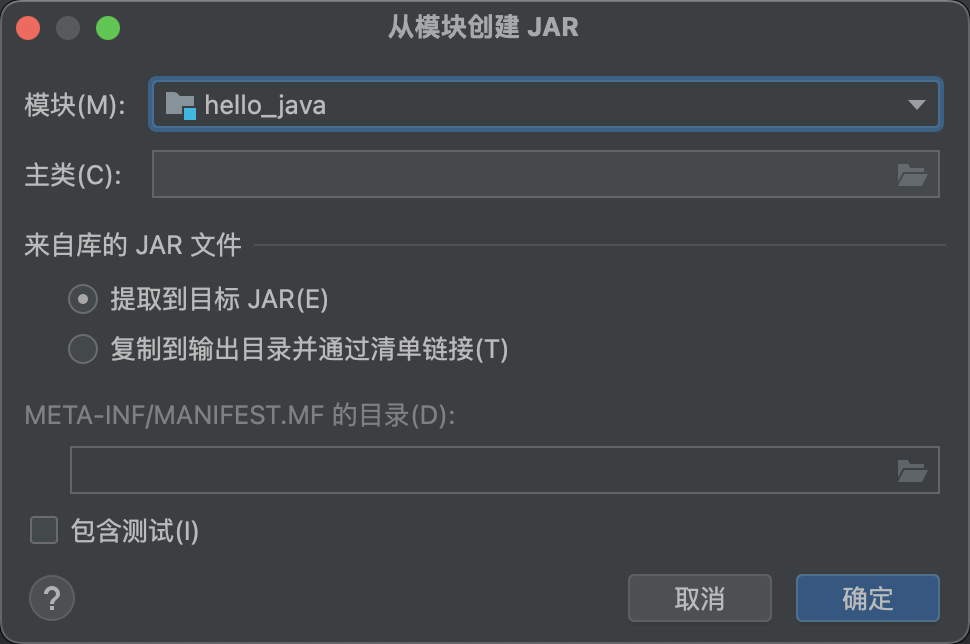 从模块创建 JAR
模块(M): hello_java
主类(C):
来自库的 JAR 文件
提取到目标 JAR(E)
复制到输出目录并通过清单链接(T)
META-INF/MANIFEST.MF 的目录(D):
包含测试(I)
? 取消 确定